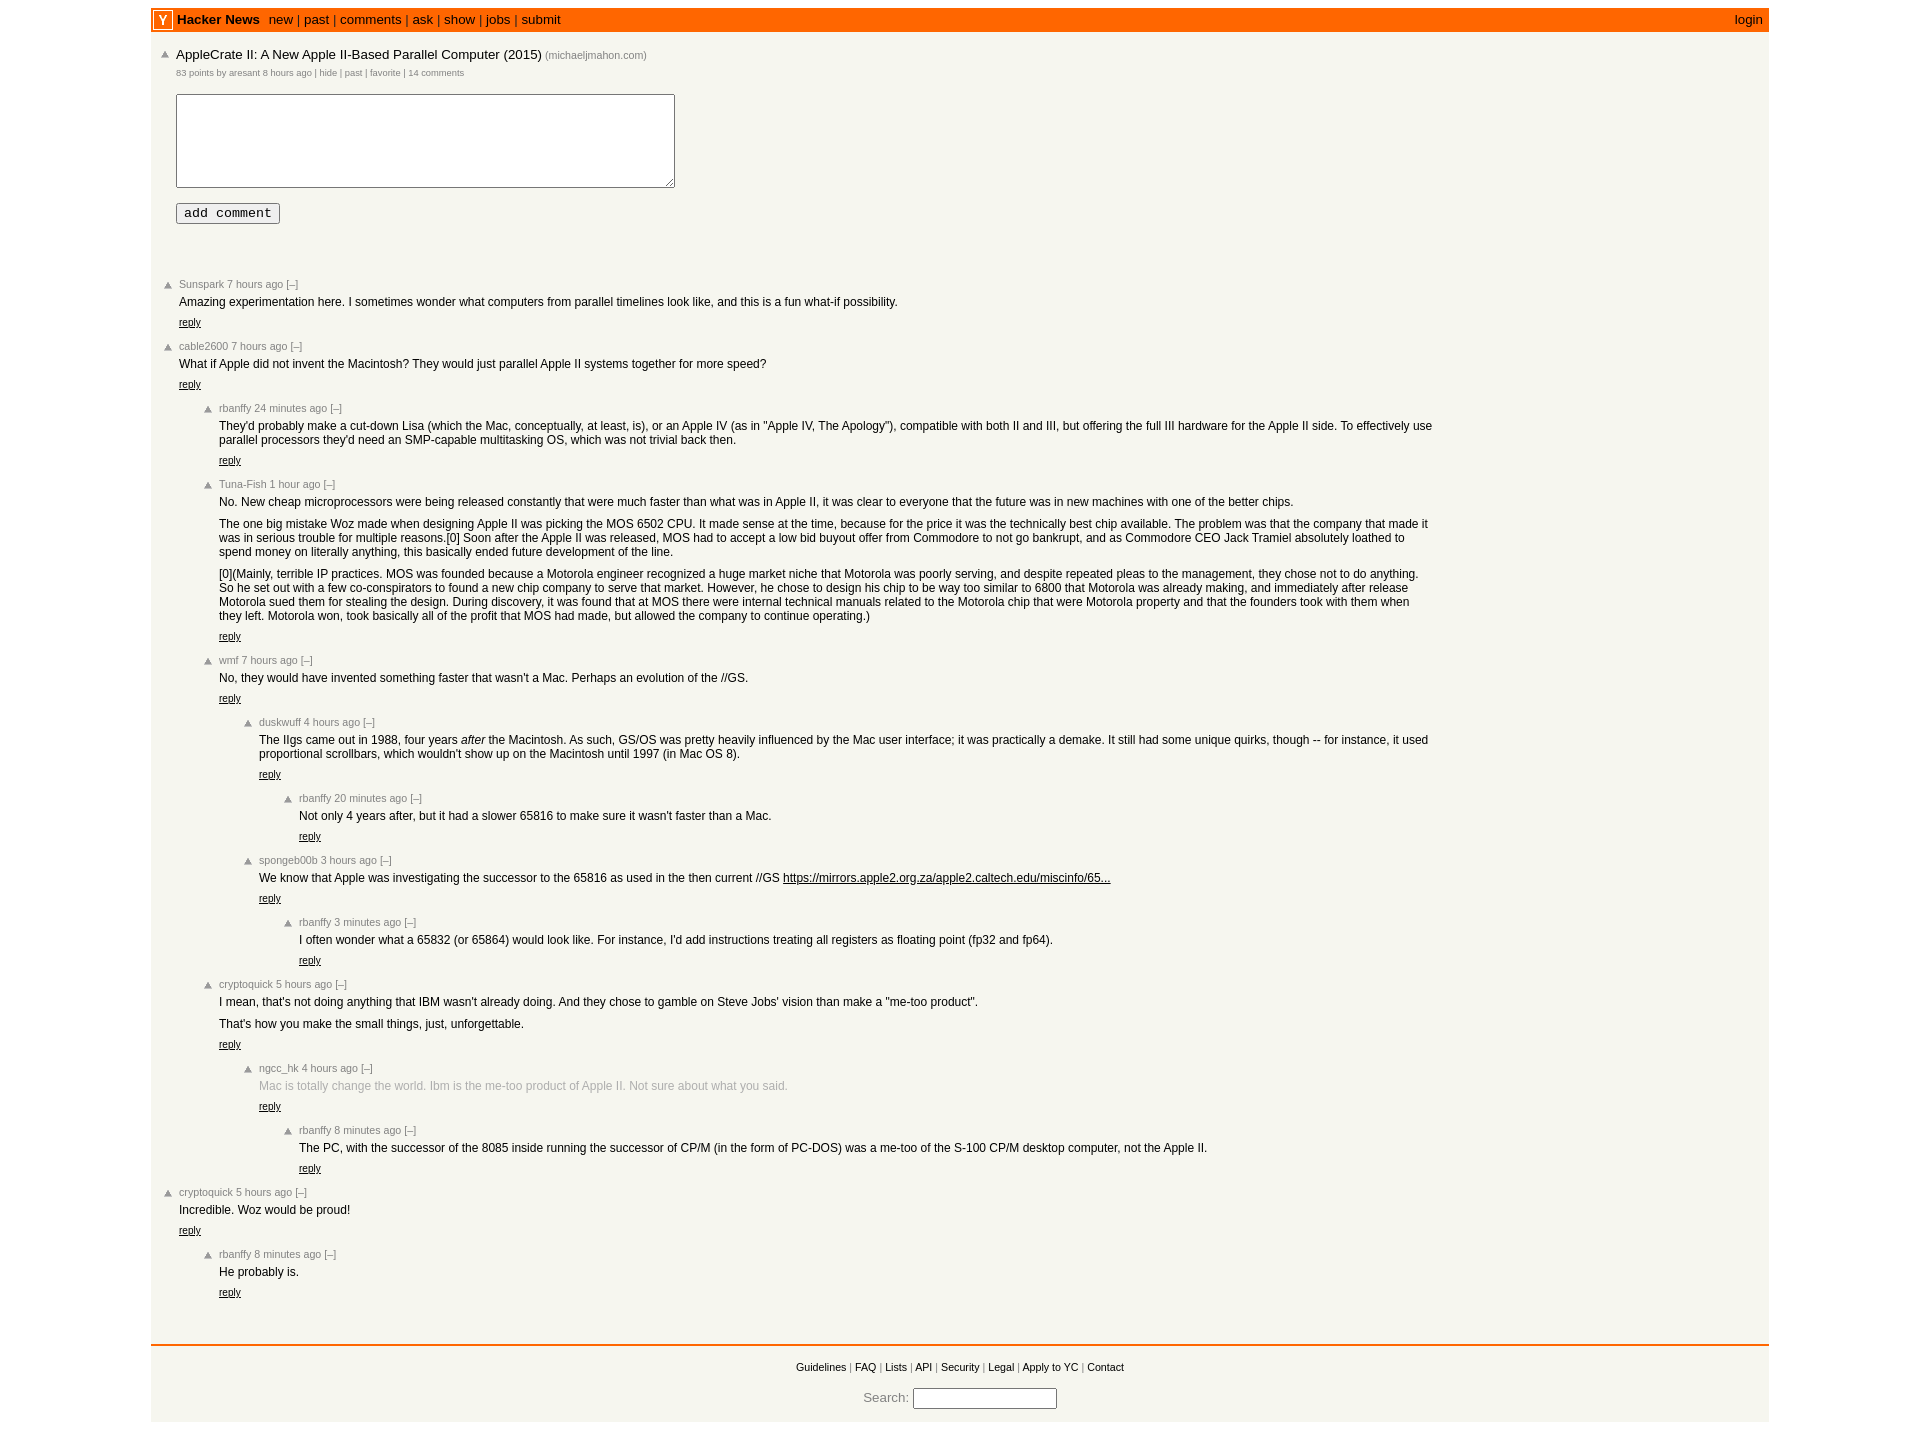 Y Hacker News new | past | comments | ask | show | jobs | submit login
AppleCrate II: A New Apple II-Based Parallel Computer (2015) (michaeljmahon.com)
83 points by aresant 8 hours ago | hide | past | favorite | 14 comments
add comment
Sunspark 7 hours ago [–]
Amazing experimentation here. I sometimes wonder what computers from parallel timelines look like, and this is a fun what-if possibility.
reply
cable2600 7 hours ago [–]
What if Apple did not invent the Macintosh? They would just parallel Apple II systems together for more speed?
reply
rbanffy 24 minutes ago [–]
They'd probably make a cut-down Lisa (which the Mac, conceptually, at least, is), or an Apple IV (as in "Apple IV, The Apology"), compatible with both II and III, but offering the full III hardware for the Apple II side. To effectively use
parallel processors they'd need an SMP-capable multitasking OS, which was not trivial back then.
reply
Tuna-Fish 1 hour ago [–]
No. New cheap microprocessors were being released constantly that were much faster than what was in Apple II, it was clear to everyone that the future was in new machines with one of the better chips.
The one big mistake Woz made when designing Apple II was picking the MOS 6502 CPU. It made sense at the time, because for the price it was the technically best chip available. The problem was that the company that made it
was in serious trouble for multiple reasons.[0] Soon after the Apple II was released, MOS had to accept a low bid buyout offer from Commodore to not go bankrupt, and as Commodore CEO Jack Tramiel absolutely loathed to
spend money on literally anything, this basically ended future development of the line.
[0](Mainly, terrible IP practices. MOS was founded because a Motorola engineer recognized a huge market niche that Motorola was poorly serving, and despite repeated pleas to the management, they chose not to do anything.
So he set out with a few co-conspirators to found a new chip company to serve that market. However, he chose to design his chip to be way too similar to 6800 that Motorola was already making, and immediately after release
Motorola sued them for stealing the design. During discovery, it was found that at MOS there were internal technical manuals related to the Motorola chip that were Motorola property and that the founders took with them when
they left. Motorola won, took basically all of the profit that MOS had made, but allowed the company to continue operating.)
reply
wmf 7 hours ago [–]
No, they would have invented something faster that wasn't a Mac. Perhaps an evolution of the //GS.
reply
duskwuff 4 hours ago [–]
The IIgs came out in 1988, four years after the Macintosh. As such, GS/OS was pretty heavily influenced by the Mac user interface; it was practically a demake. It still had some unique quirks, though -- for instance, it used
proportional scrollbars, which wouldn't show up on the Macintosh until 1997 (in Mac OS 8).
reply
rbanffy 20 minutes ago [–]
Not only 4 years after, but it had a slower 65816 to make sure it wasn't faster than a Mac.
reply
spongeb00b 3 hours ago [–]
We know that Apple was investigating the successor to the 65816 as used in the then current //GS https://mirrors.apple2.org.za/apple2.caltech.edu/miscinfo/65...
reply
rbanffy 3 minutes ago [–]
I often wonder what a 65832 (or 65864) would look like. For instance, I'd add instructions treating all registers as floating point (fp32 and fp64).
reply
cryptoquick 5 hours ago [–]
I mean, that's not doing anything that IBM wasn't already doing. And they chose to gamble on Steve Jobs' vision than make a "me-too product".
That's how you make the small things, just, unforgettable.
reply
ngcc_hk 4 hours ago [–]
Mac is totally change the world. Ibm is the me-too product of Apple II. Not sure about what you said.
reply
rbanffy 8 minutes ago [–]
The PC, with the successor of the 8085 inside running the successor of CP/M (in the form of PC-DOS) was a me-too of the S-100 CP/M desktop computer, not the Apple II.
reply
cryptoquick 5 hours ago [–]
Incredible. Woz would be proud!
reply
rbanffy 8 minutes ago [–]
He probably is.
reply
Guidelines | FAQ | Lists | API | Security | Legal | Apply to YC | Contact
Search: